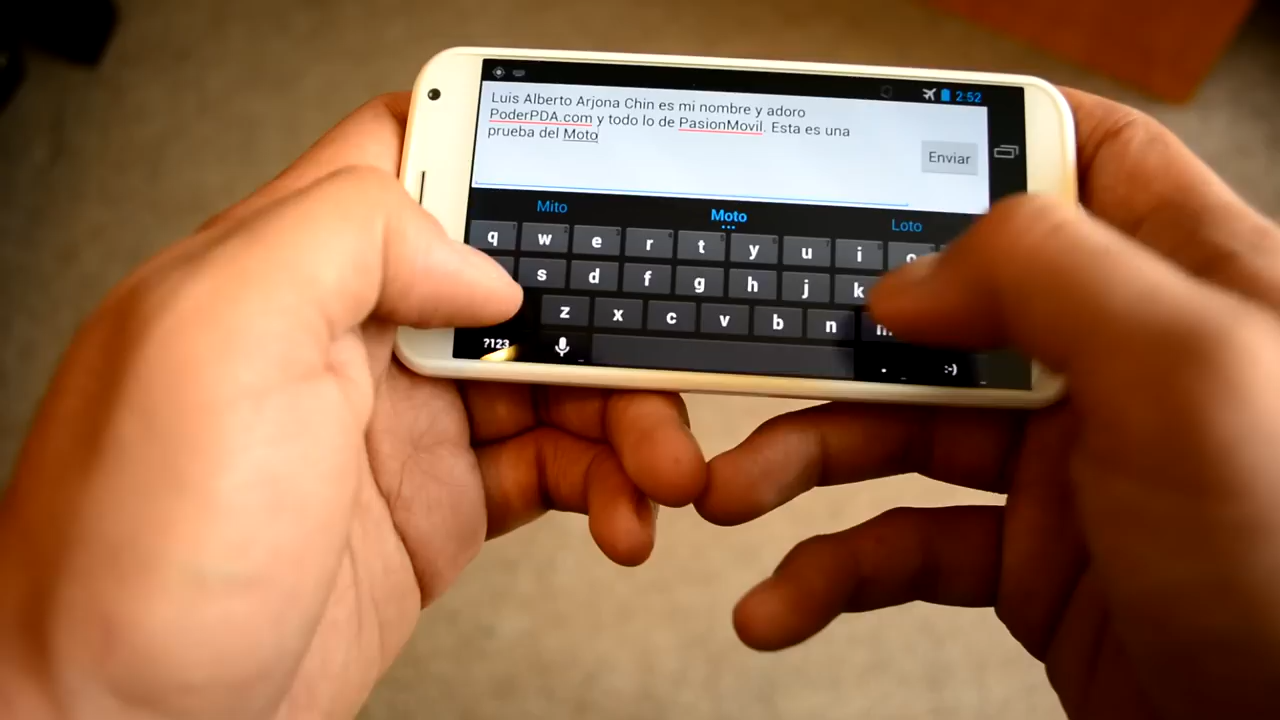 2:52
Luis Alberto Arjona Chin es mi nombre y adoro
PoderPDA.com y todo lo de PasionMovil. Esta es una
prueba del Moto
Enviar
Mito Moto Loto
q w e r t y u i
s d f g h j k
z x c v b n
?123 . :-)